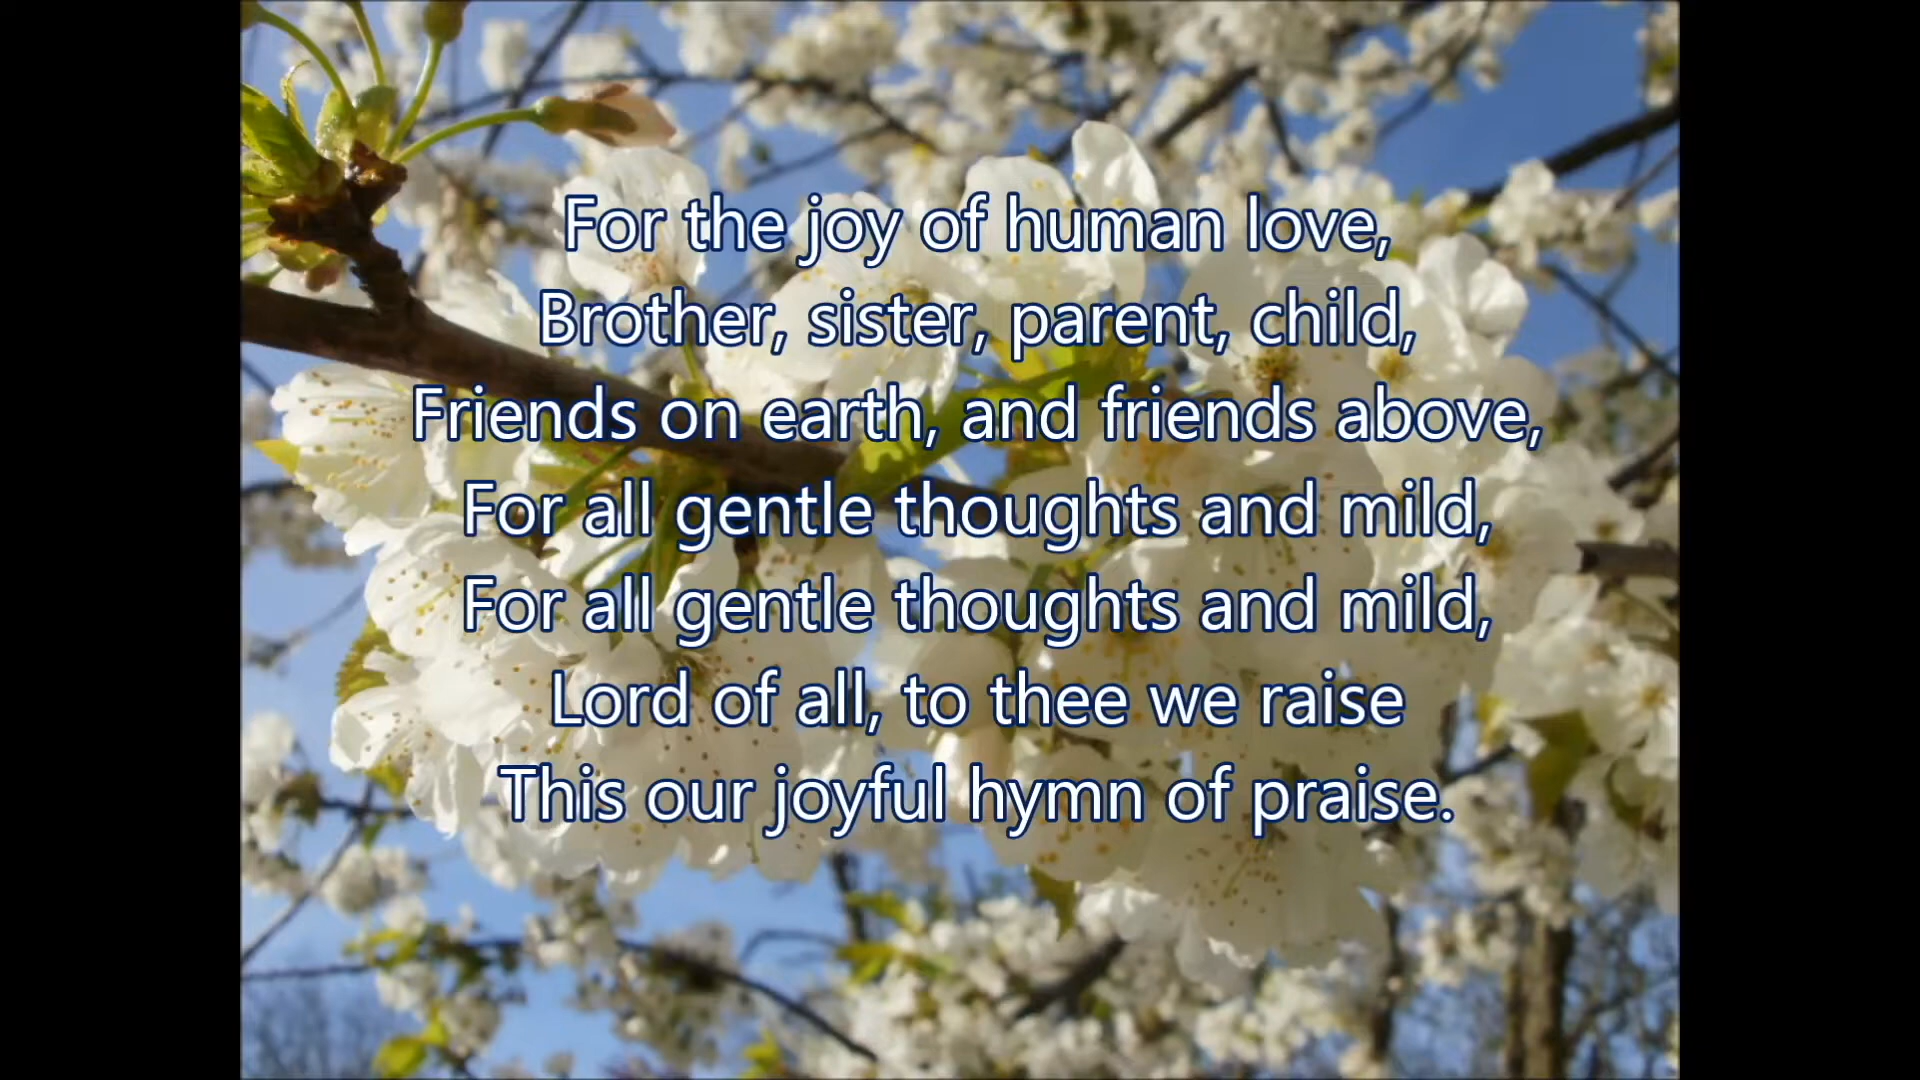 For the joy of human love,
Brother, sister, parent, child,
Friends on earth, and friends above,
For all gentle thoughts and mild,
For all gentle thoughts and mild,
Lord of all, to thee we raise
This our joyful hymn of praise.